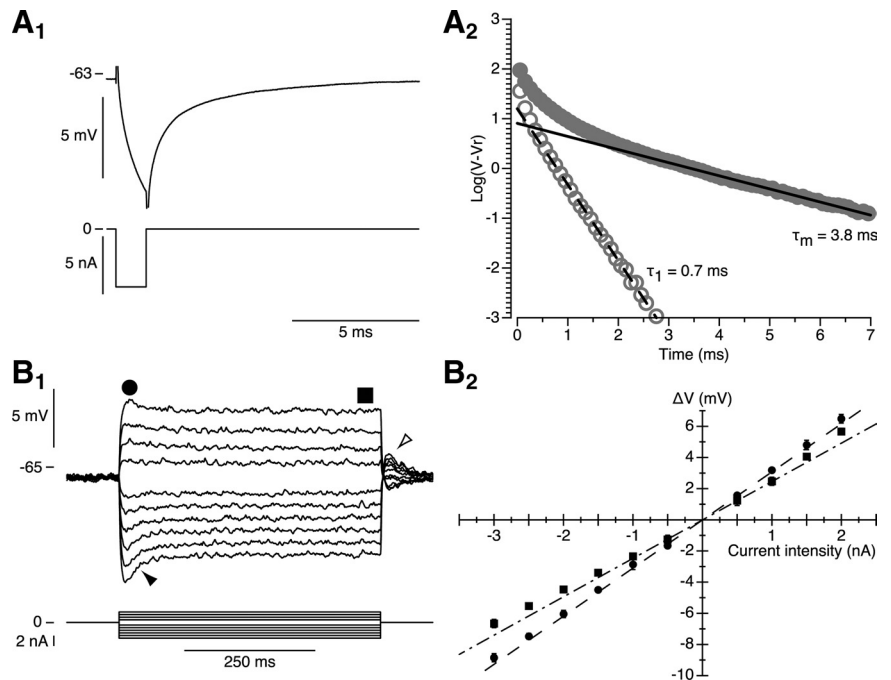 A1
-63
5 mV
0
5 nA
5 ms
A2
3
2
1
0
-1
-2
-3
Log(V-Vr)
τm = 3.8 ms
τ1 = 0.7 ms
0 1 2 3 4 5 6 7
Time (ms)
B1
5 mV
-65
0
2 nA
250 ms
B2
ΔV (mV)
6
4
2
-3 -2 -1 1 2
Current intensity (nA)
-2
-4
-6
-8
-10